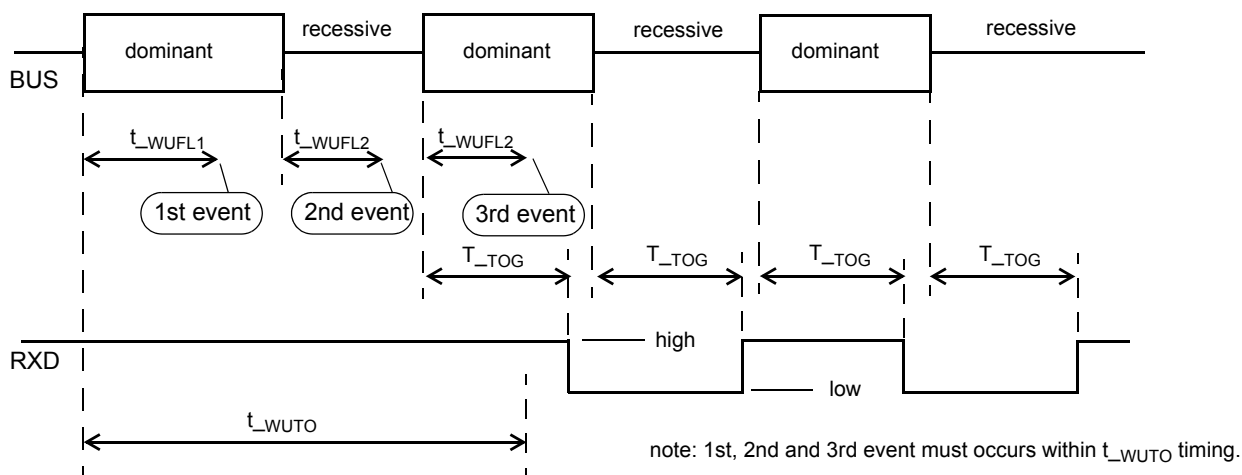 recessive
recessive
recessive
dominant
dominant
dominant
BUS
t_WUFL1
t_WUFL2
t_WUFL2
1st event
2nd event
3rd event
T_TOG
T_TOG
T_TOG
T_TOG
high
RXD
low
t_WUTO
note: 1st, 2nd and 3rd event must occurs within t_WUTO timing.